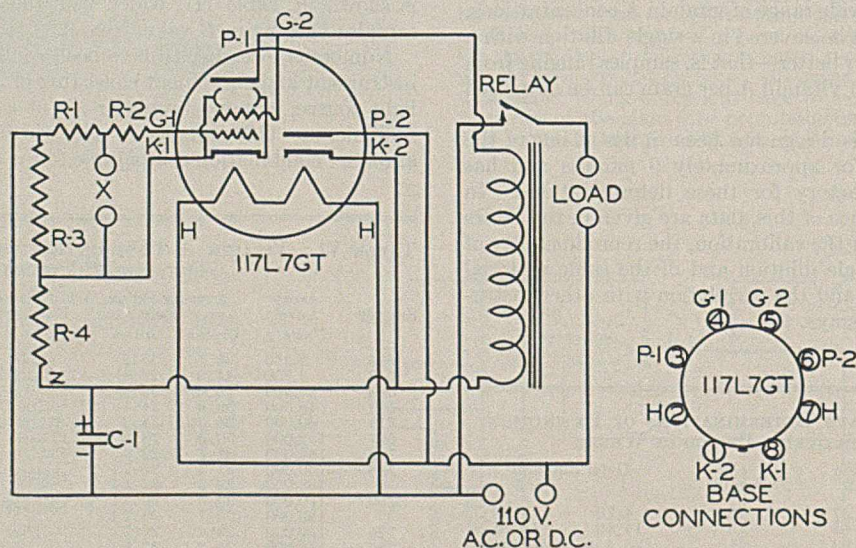 G-2
P-1
RELAY
R-1
R-2
G-1
P-2
K-1
K-2
X
LOAD
R-3
H
H
117L7GT
R-4
G-1
G-2
4
5
P-1
3
6
P-2
117L7GT
H
2
7
H
1
8
K-2
K-1
BASE
CONNECTIONS
N
+
C-1
-
110 V.
A.C. OR D.C.